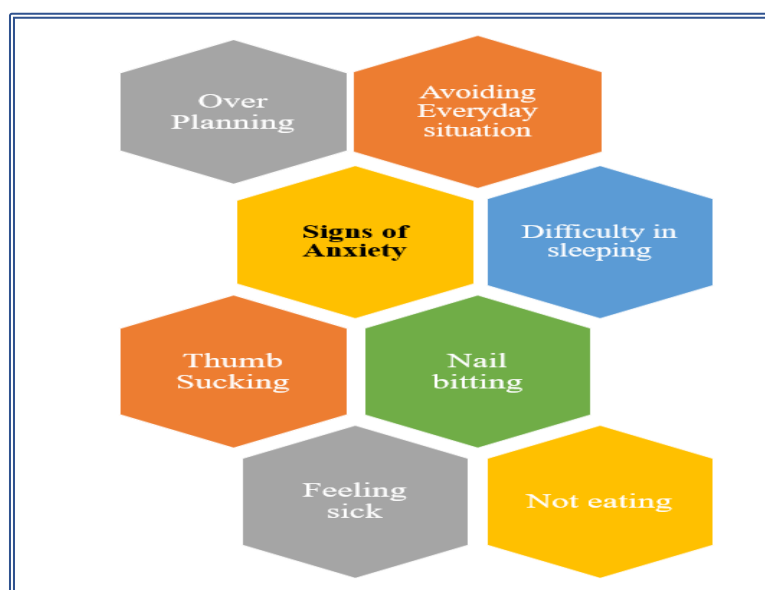 Over
Planning
Avoiding
Everyday
situation
Signs of
Anxiety
Difficulty in
sleeping
Thumb
Sucking
Nail
bitting
Feeling
sick
Not eating